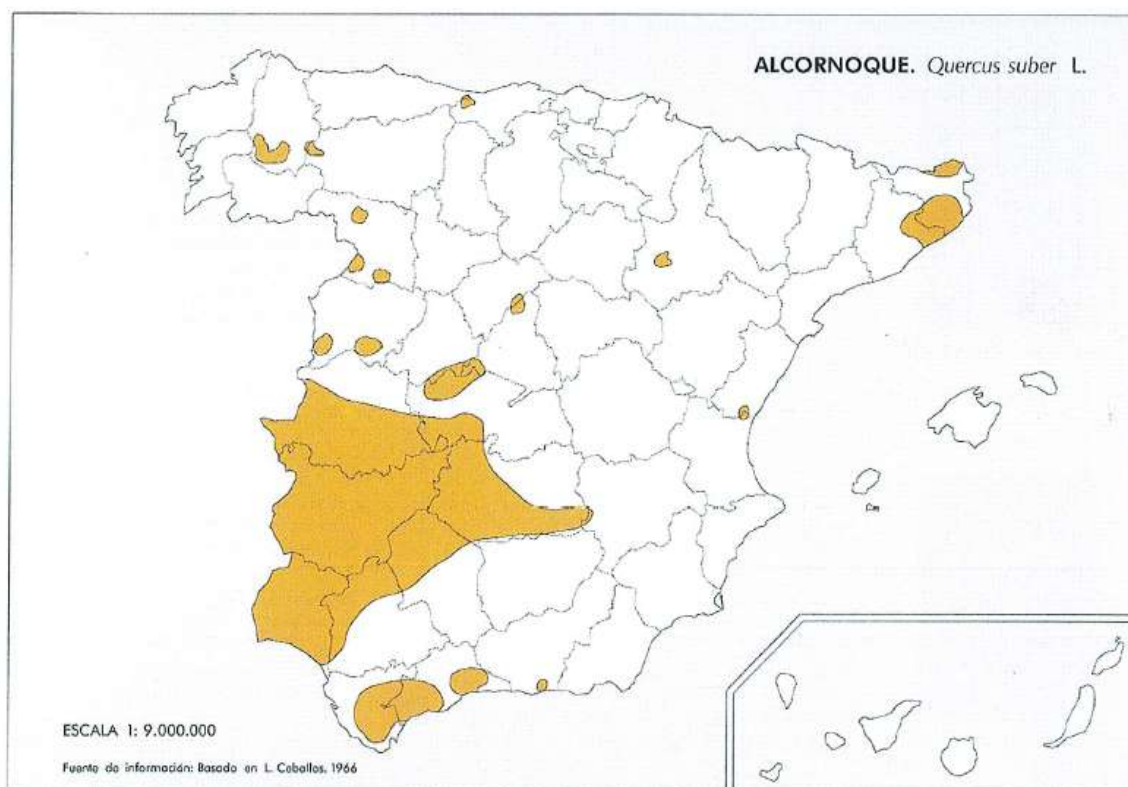 ALCORNOQUE. Quercus suber L.
ESCALA 1: 9.000.000
Fuente de información: Basado en L. Ceballos, 1966